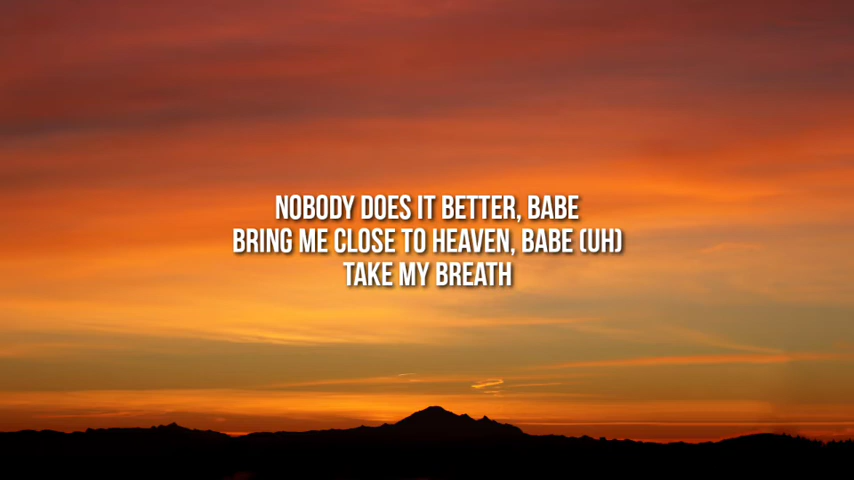 NOBODY DOES IT BETTER, BABE
BRING ME CLOSE TO HEAVEN, BABE (UH)
TAKE MY BREATH